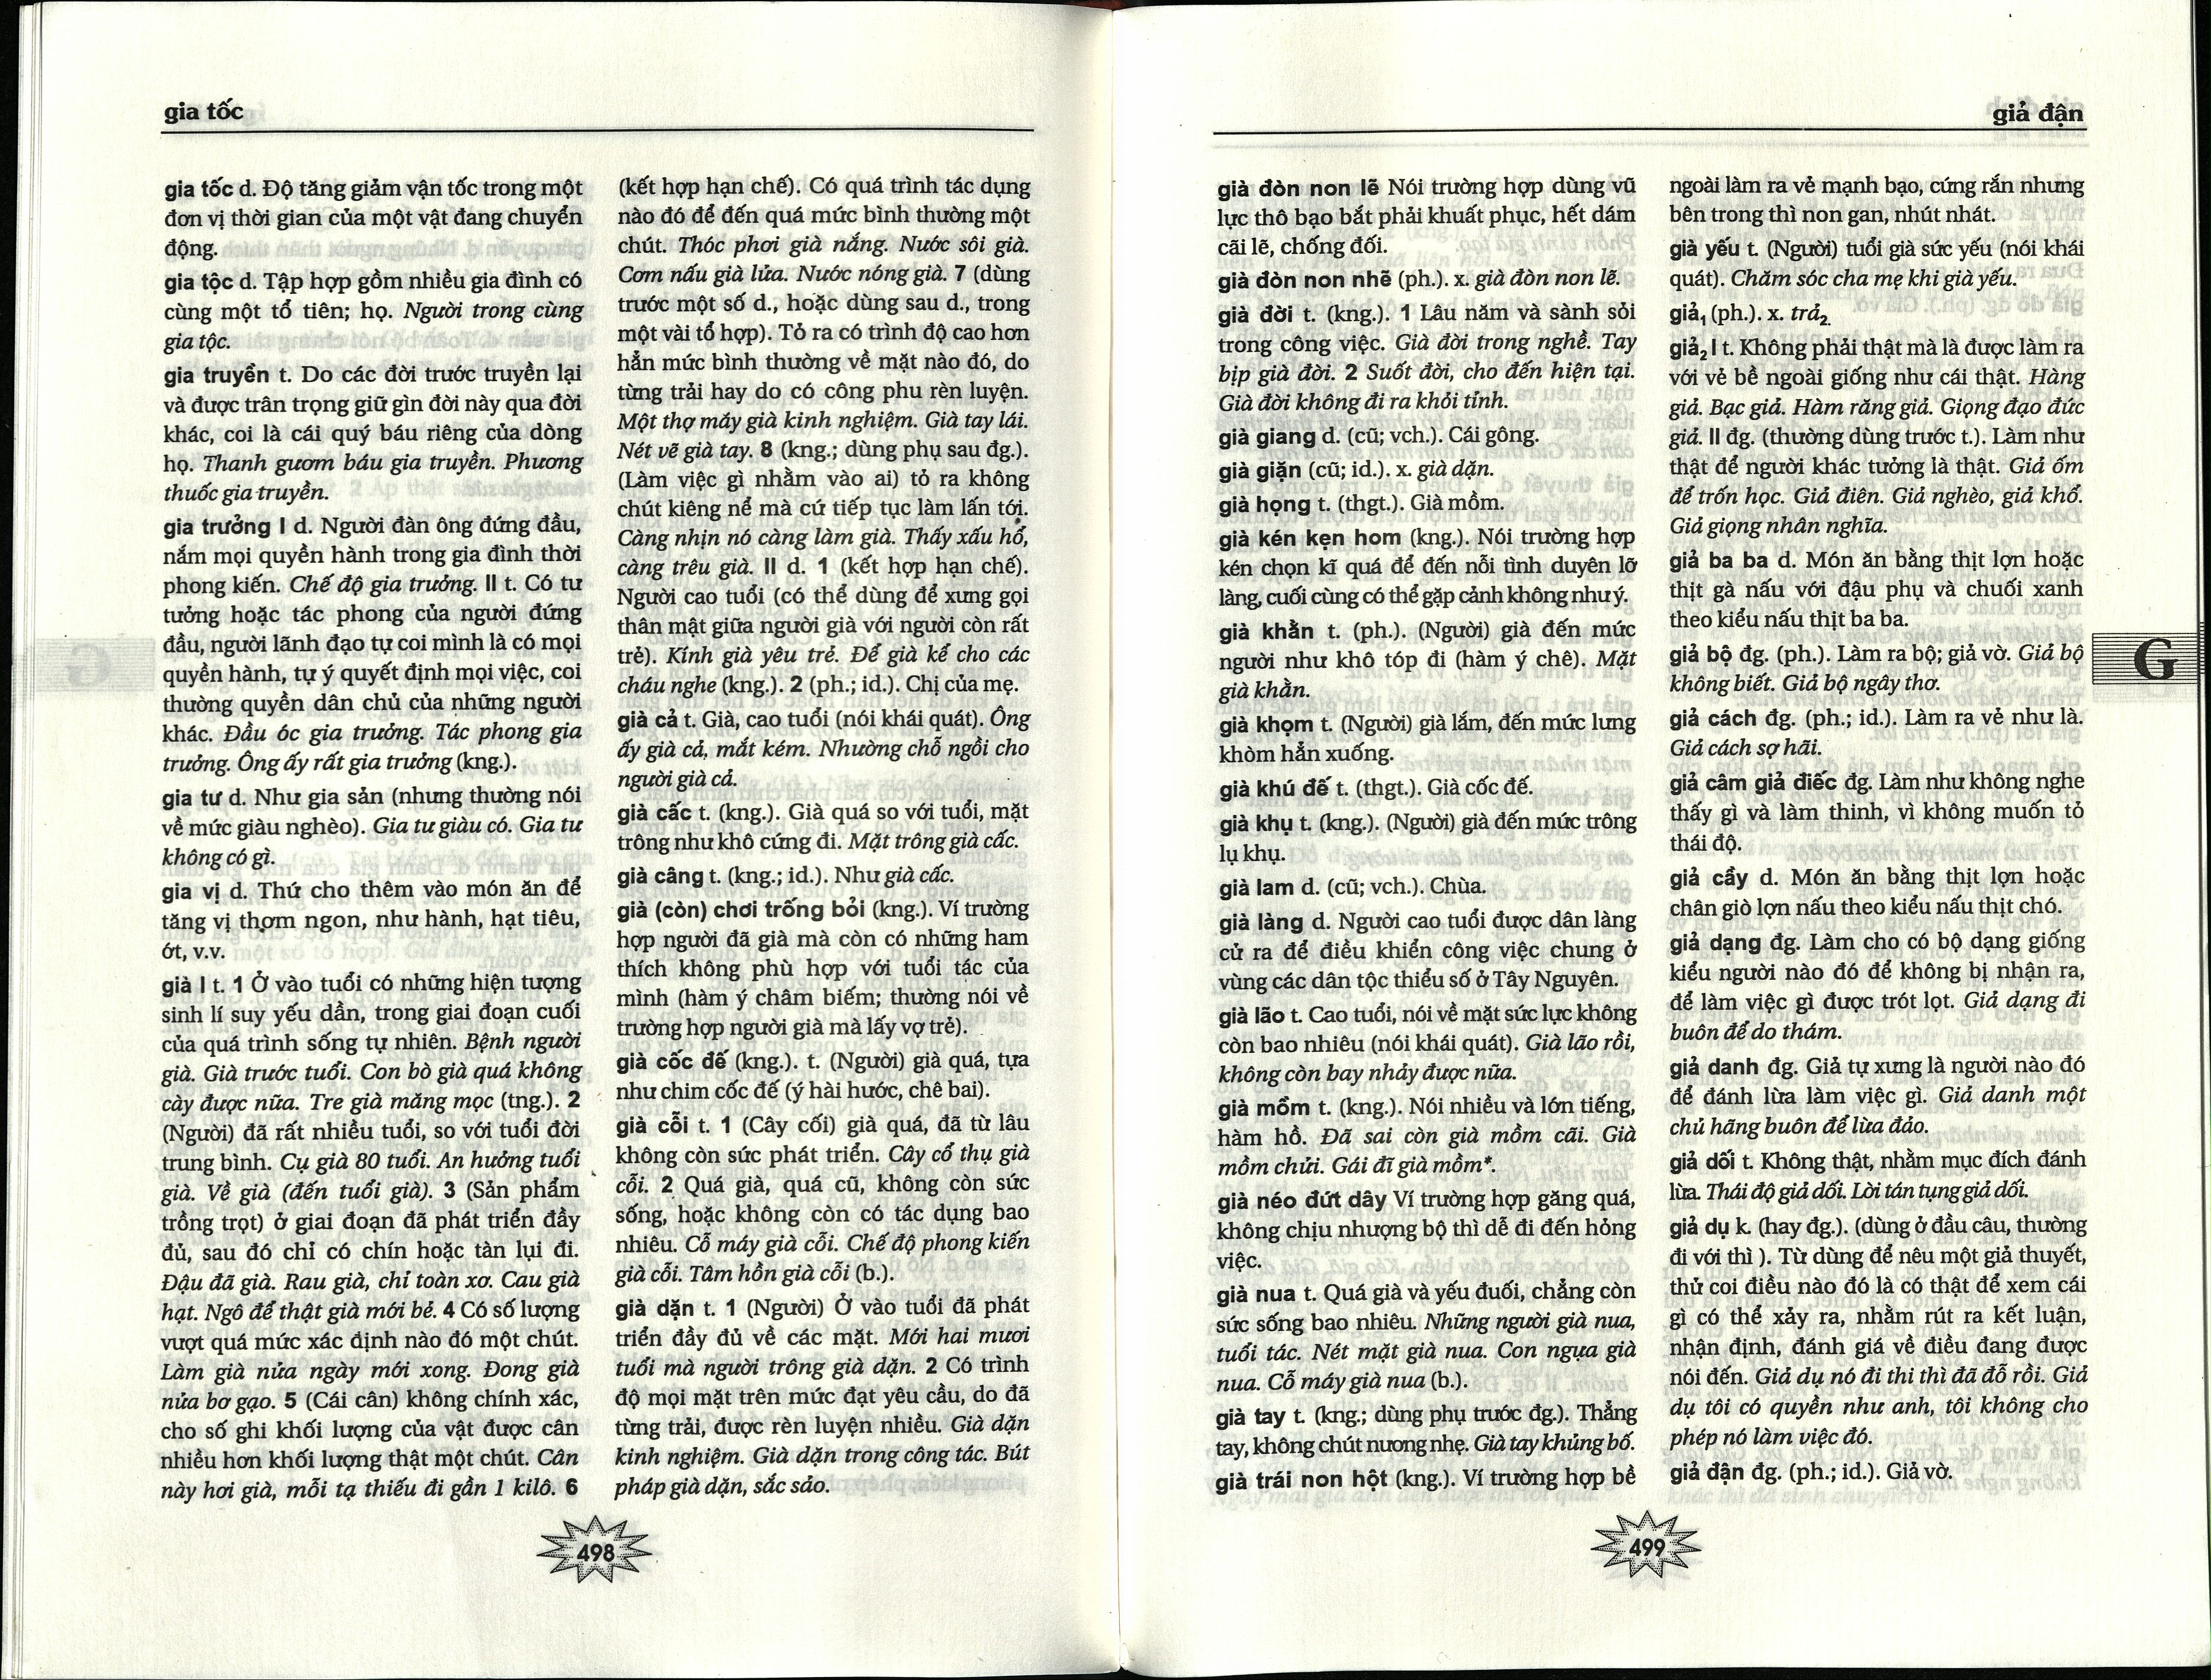 gia tốc
gia tốc d. Độ tăng giảm vận tốc trong một
đơn vị thời gian của một vật đang chuyển
động.
gia tộc d. Tập hợp gồm nhiều gia đình có
cùng một tổ tiên; họ. Người trong cùng
gia tộc.
gia truyền t. Do các đời trước truyền lại
và được trân trọng giữ gìn đời này qua đời
khác, coi là cái quý báu riêng của dòng
họ. Thanh gươm báu gia truyền. Phương
thuốc gia truyền.
gia trưởng I d. Người đàn ông đứng đầu,
nắm mọi quyền hành trong gia đình thời
phong kiến. Chế độ gia trưởng. II t. Có tư
tưởng hoặc tác phong của người đứng
đầu, người lãnh đạo tự coi mình là có mọi
quyền hành, tự ý quyết định mọi việc, coi
thường quyền dân chủ của những người
khác. Đầu óc gia trưởng. Tác phong gia
trưởng. Ông ấy rất gia trưởng (kng.).
gia tư d. Như gia sản (nhưng thường nói
về mức giàu nghèo). Gia tư giàu có. Gia tư
không có gì.
gia vị d. Thứ cho thêm vào món ăn để
tăng vị thơm ngon, như hành, hạt tiêu,
ớt, v.v.
già I t. 1 Ở vào tuổi có những hiện tượng
sinh lí suy yếu dần, trong giai đoạn cuối
của quá trình sống tự nhiên. Bệnh người
già. Già trước tuổi. Con bò già quá không
cày được nữa. Tre già măng mọc (tng.). 2
(Người) đã rất nhiều tuổi, so với tuổi đời
trung bình. Cụ già 80 tuổi. An hưởng tuổi
già. Về già (đến tuổi già). 3 (Sản phẩm
trồng trọt) ở giai đoạn đã phát triển đầy
đủ, sau đó chỉ có chín hoặc tàn lụi đi.
Đậu đã già. Rau già, chỉ toàn xơ. Cau già
hạt. Ngô để thật già mới bẻ. 4 Có số lượng
vượt quá mức xác định nào đó một chút.
Làm già nửa ngày mới xong. Đong già
nửa bơ gạo. 5 (Cái cân) không chính xác,
cho số ghi khối lượng của vật được cân
nhiều hơn khối lượng thật một chút. Cân
này hơi già, mỗi tạ thiếu đi gần 1 kilô. 6
(kết hợp hạn chế). Có quá trình tác dụng
nào đó để đến quá mức bình thường một
chút. Thóc phơi già nắng. Nước sôi già.
Cơm nấu già lửa. Nước nóng già. 7 (dùng
trước một số d., hoặc dùng sau d., trong
một vài tổ hợp). Tỏ ra có trình độ cao hơn
hẳn mức bình thường về mặt nào đó, do
từng trải hay do có công phu rèn luyện.
Một thợ máy già kinh nghiệm. Già tay lái.
Nét vẽ già tay. 8 (kng.; dùng phụ sau đg.).
(Làm việc gì nhằm vào ai) tỏ ra không
chút kiêng nể mà cứ tiếp tục làm lấn tới.
Càng nhịn nó càng làm già. Thấy xấu hổ,
càng trêu già. II d. 1 (kết hợp hạn chế).
Người cao tuổi (có thể dùng để xưng gọi
thân mật giữa người già với người còn rất
trẻ). Kính già yêu trẻ. Để già kể cho các
cháu nghe (kng.). 2 (ph.; id.). Chị của mẹ.
già cả t. Già, cao tuổi (nói khái quát). Ông
ấy già cả, mắt kém. Nhường chỗ ngồi cho
người già cả.
già cấc t. (kng.). Già quá so với tuổi, mặt
trông như khô cứng đi. Mặt trông già cấc.
già câng t. (kng.; id.). Như già cấc.
già (còn) chơi trống bỏi (kng.). Ví trường
hợp người đã già mà còn có những ham
thích không phù hợp với tuổi tác của
mình (hàm ý châm biếm; thường nói về
trường hợp người già mà lấy vợ trẻ).
già cốc đế (kng.). t. (Người) già quá, tựa
như chim cốc đế (ý hài hước, chê bai).
già cỗi t. 1 (Cây cối) già quá, đã từ lâu
không còn sức phát triển. Cây cổ thụ già
cỗi. 2 Quá già, quá cũ, không còn sức
sống, hoặc không còn có tác dụng bao
nhiêu. Cỗ máy già cỗi. Chế độ phong kiến
già cỗi. Tâm hồn già cỗi (b.).
già dặn t. 1 (Người) Ở vào tuổi đã phát
triển đầy đủ về các mặt. Mới hai mươi
tuổi mà người trông già dặn. 2 Có trình
độ mọi mặt trên mức đạt yêu cầu, do đã
từng trải, được rèn luyện nhiều. Già dặn
kinh nghiệm. Già dặn trong công tác. Bút
pháp già dặn, sắc sảo.
498
giả đận
già đòn non lẽ Nói trường hợp dùng vũ
lực thô bạo bắt phải khuất phục, hết dám
cãi lẽ, chống đối.
già đòn non nhẽ (ph.). x. già đòn non lẽ.
già đời t. (kng.). 1 Lâu năm và sành sỏi
trong công việc. Già đời trong nghề. Tay
bịp già đời. 2 Suốt đời, cho đến hiện tại.
Già đời không đi ra khỏi tỉnh.
già giang d. (cũ; vch.). Cái gông.
già giặn (cũ; id.). x. già dặn.
già họng t. (thgt.). Già mồm.
già kén kẹn hom (kng.). Nói trường hợp
kén chọn kĩ quá để đến nỗi tình duyên lỡ
làng, cuối cùng có thể gặp cảnh không như ý.
già khằn t. (ph.). (Người) già đến mức
người như khô tóp đi (hàm ý chê). Mặt
già khằn.
già khọm t. (Người) già lắm, đến mức lưng
khòm hẳn xuống.
già khú đế t. (thgt.). Già cốc đế.
già khụ t. (kng.). (Người) già đến mức trông
lụ khụ.
già lam d. (cũ; vch.). Chùa.
già làng d. Người cao tuổi được dân làng
cử ra để điều khiển công việc chung ở
vùng các dân tộc thiểu số ở Tây Nguyên.
già lão t. Cao tuổi, nói về mặt sức lực không
còn bao nhiêu (nói khái quát). Già lão rồi,
không còn bay nhảy được nữa.
già mồm t. (kng.). Nói nhiều và lớn tiếng,
hàm hồ. Đã sai còn già mồm cãi. Già
mồm chửi. Gái đĩ già mồm*.
già néo đứt dây Ví trường hợp găng quá,
không chịu nhượng bộ thì dễ đi đến hỏng
việc.
già nua t. Quá già và yếu đuối, chẳng còn
sức sống bao nhiêu. Những người già nua,
tuổi tác. Nét mặt già nua. Con ngựa già
nua. Cỗ máy già nua (b.).
già tay t. (kng.; dùng phụ trước đg.). Thẳng
tay, không chút nương nhẹ. Già tay khủng bố.
già trái non hột (kng.). Ví trường hợp bề
ngoài làm ra vẻ mạnh bạo, cứng rắn nhưng
bên trong thì non gan, nhút nhát.
già yếu t. (Người) tuổi già sức yếu (nói khái
quát). Chăm sóc cha mẹ khi già yếu.
giả₁ (ph.). x. trả₂.
giả₂ I t. Không phải thật mà là được làm ra
với vẻ bề ngoài giống như cái thật. Hàng
giả. Bạc giả. Hàm răng giả. Giọng đạo đức
giả. II đg. (thường dùng trước t.). Làm như
thật để người khác tưởng là thật. Giả ốm
để trốn học. Giả điên. Giả nghèo, giả khổ.
Giả giọng nhân nghĩa.
giả ba ba d. Món ăn bằng thịt lợn hoặc
thịt gà nấu với đậu phụ và chuối xanh
theo kiểu nấu thịt ba ba.
giả bộ đg. (ph.). Làm ra bộ; giả vờ. Giả bộ
không biết. Giả bộ ngây thơ.
giả cách đg. (ph.; id.). Làm ra vẻ như là.
Giả cách sợ hãi.
giả câm giả điếc đg. Làm như không nghe
thấy gì và làm thinh, vì không muốn tỏ
thái độ.
giả cầy d. Món ăn bằng thịt lợn hoặc
chân giò lợn nấu theo kiểu nấu thịt chó.
giả dạng đg. Làm cho có bộ dạng giống
kiểu người nào đó để không bị nhận ra,
để làm việc gì được trót lọt. Giả dạng đi
buôn để do thám.
giả danh đg. Giả tự xưng là người nào đó
để đánh lừa làm việc gì. Giả danh một
chủ hãng buôn để lừa đảo.
giả dối t. Không thật, nhằm mục đích đánh
lừa. Thái độ giả dối. Lời tán tụng giả dối.
giả dụ k. (hay đg.). (dùng ở đầu câu, thường
đi với thì ). Từ dùng để nêu một giả thuyết,
thử coi điều nào đó là có thật để xem cái
gì có thể xảy ra, nhằm rút ra kết luận,
nhận định, đánh giá về điều đang được
nói đến. Giả dụ nó đi thi thì đã đỗ rồi. Giả
dụ tôi có quyền như anh, tôi không cho
phép nó làm việc đó.
giả đận đg. (ph.; id.). Giả vờ.
G
499